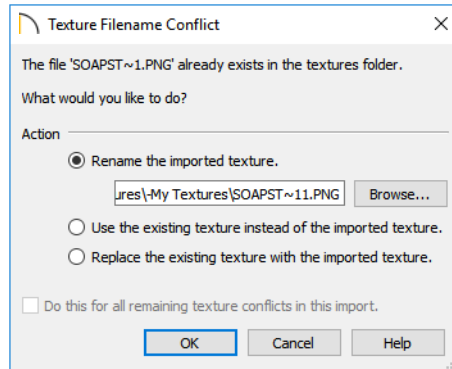 Texture Filename Conflict
The file 'SOAPST~1.PNG' already exists in the textures folder.
What would you like to do?
Action
Rename the imported texture.
ures\-My Textures\SOAPST~11.PNG Browse...
Use the existing texture instead of the imported texture.
Replace the existing texture with the imported texture.
Do this for all remaining texture conflicts in this import.
OK Cancel Help